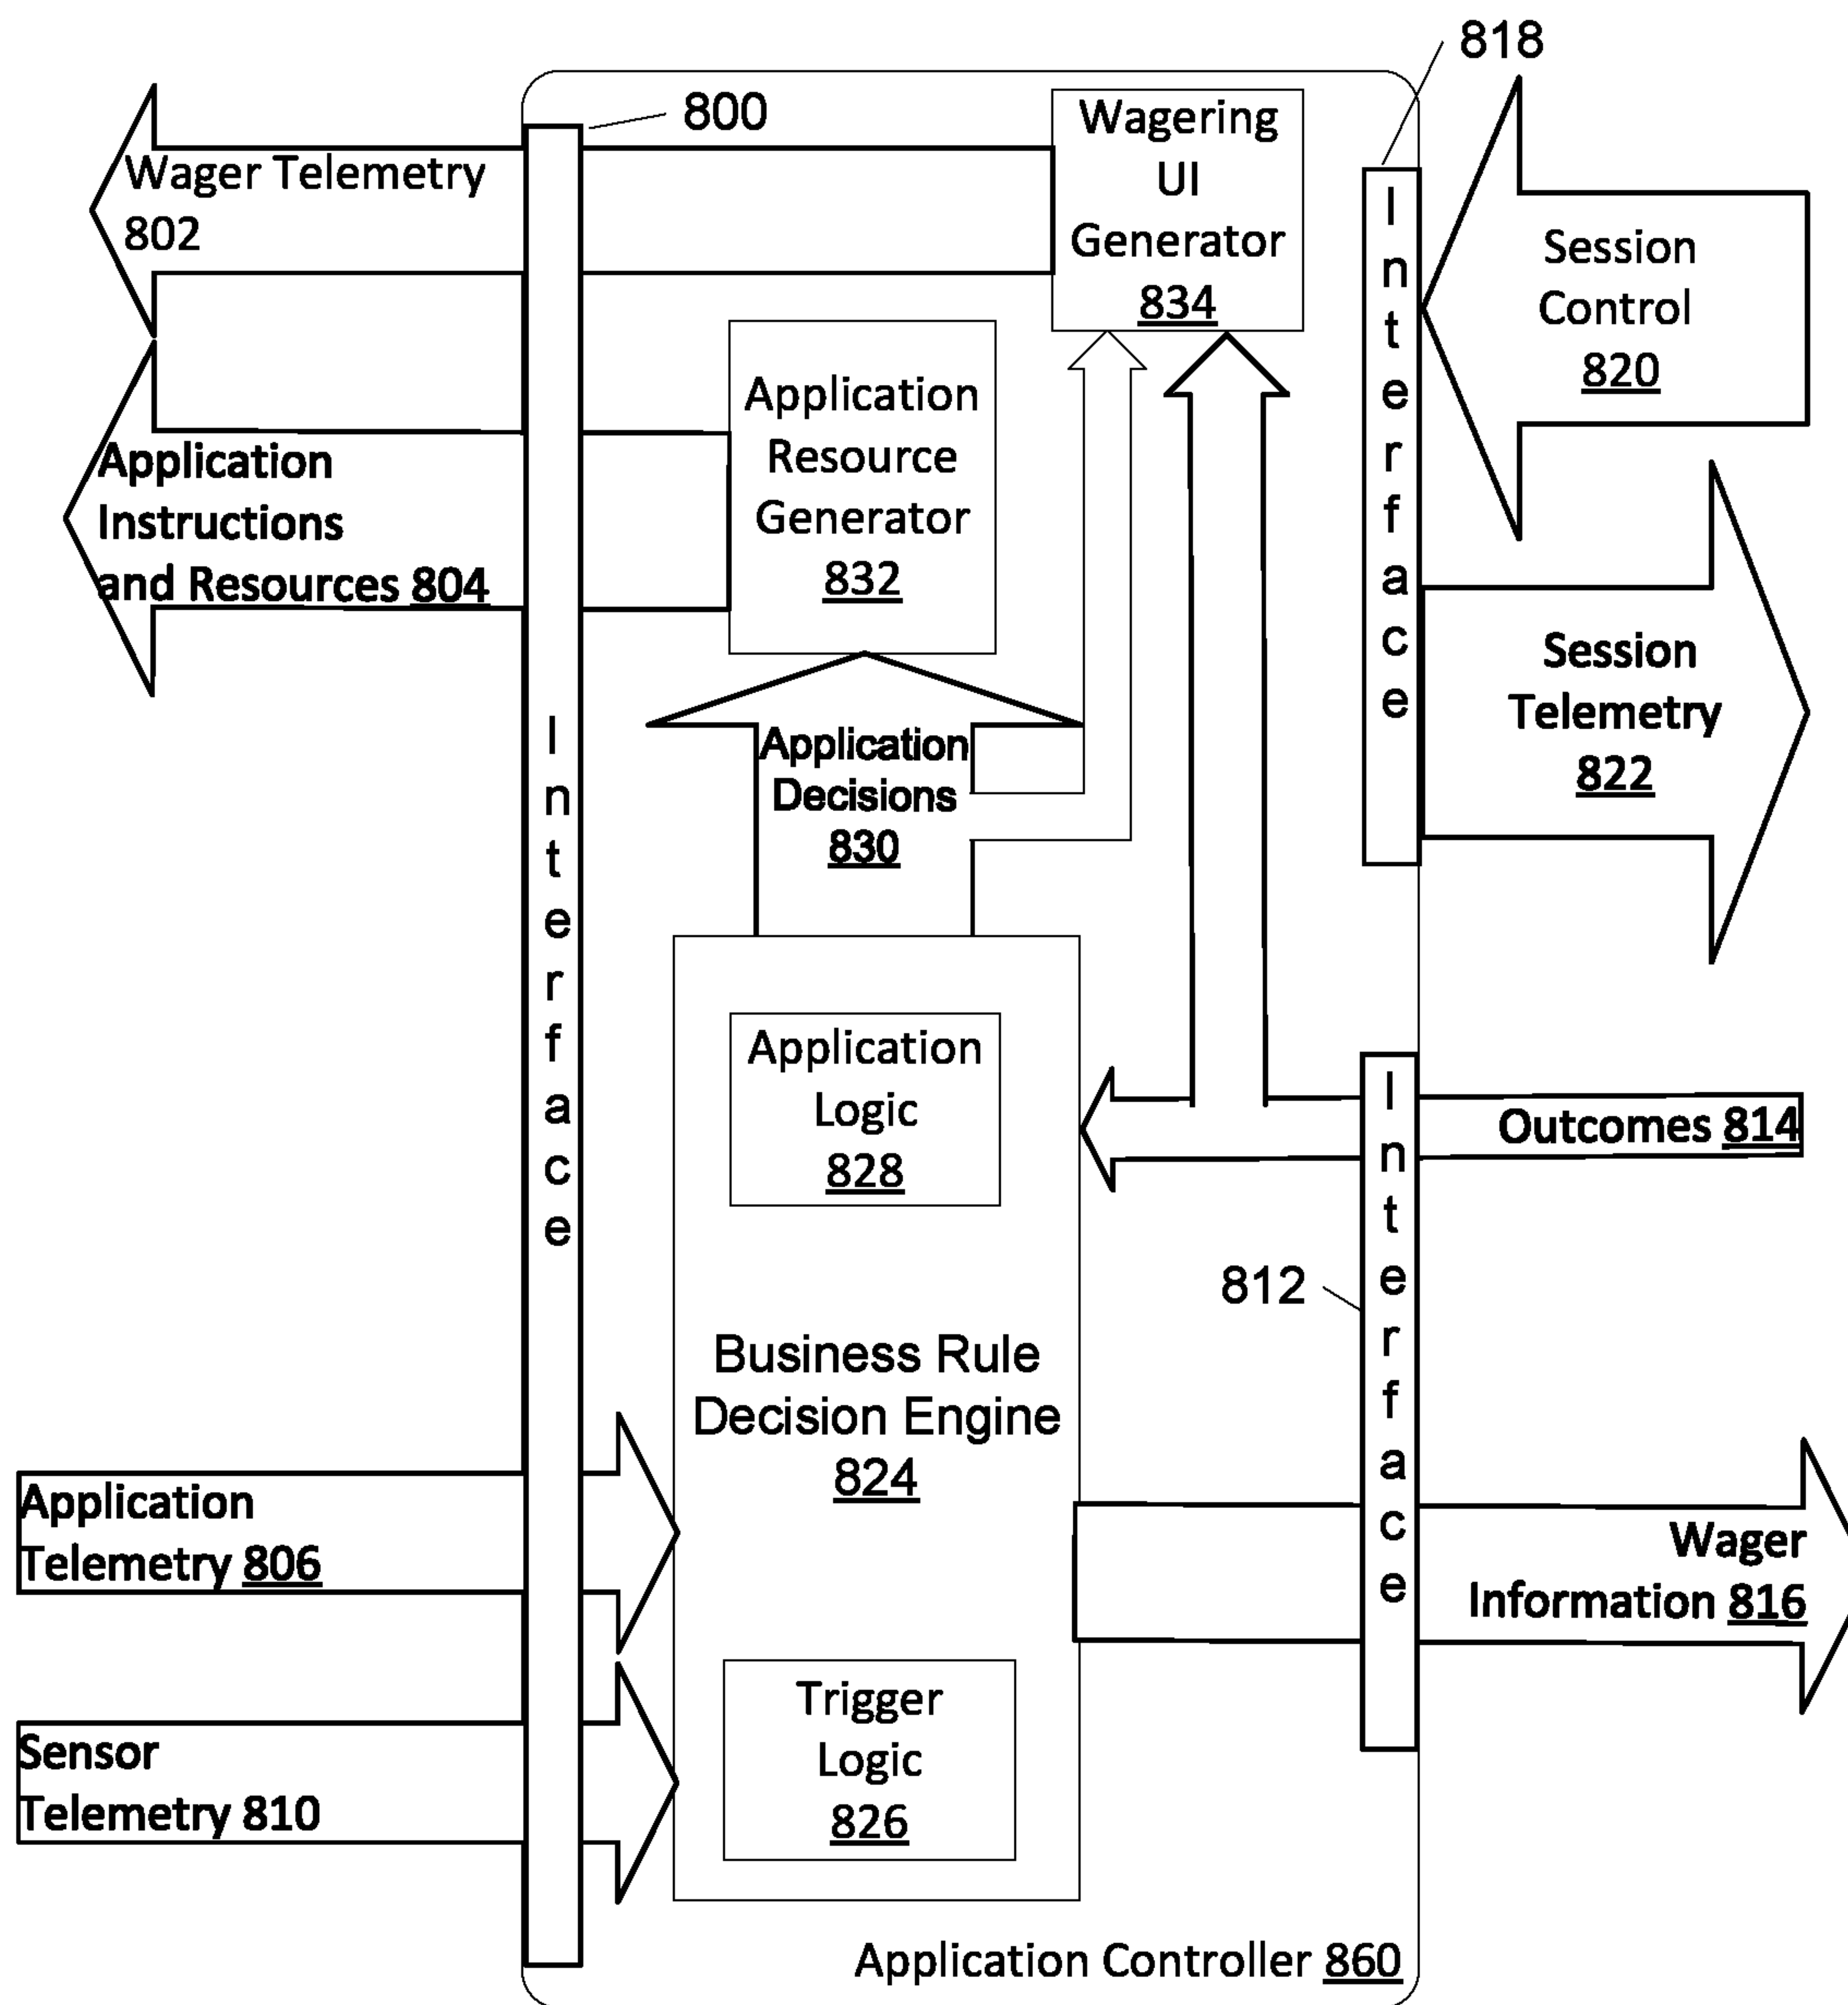 818
800
Wagering
UI
Generator
834
Wager Telemetry
802
Interface
Session
Control
820
Application
Resource
Generator
832
Application
Instructions
and Resources 804
Session
Telemetry
822
Interface
Application
Decisions
830
Application
Logic
828
Interface
Outcomes 814
812
Business Rule
Decision Engine
824
Application
Telemetry 806
Wager
Information 816
Trigger
Logic
826
Sensor
Telemetry 810
Application Controller 860